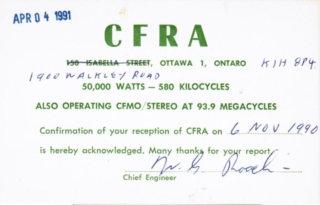 APR 04 1991
CFRA
150 ISABELLA STREET, OTTAWA 1, ONTARIO K1H 8P4.
1900 WALKLEY ROAD
50,000 WATTS — 580 KILOCYCLES
ALSO OPERATING CFMO/STEREO AT 93.9 MEGACYCLES
Confirmation of your reception of CFRA on 6 NOV 1990
is hereby acknowledged. Many thanks for your report.
Chief Engineer